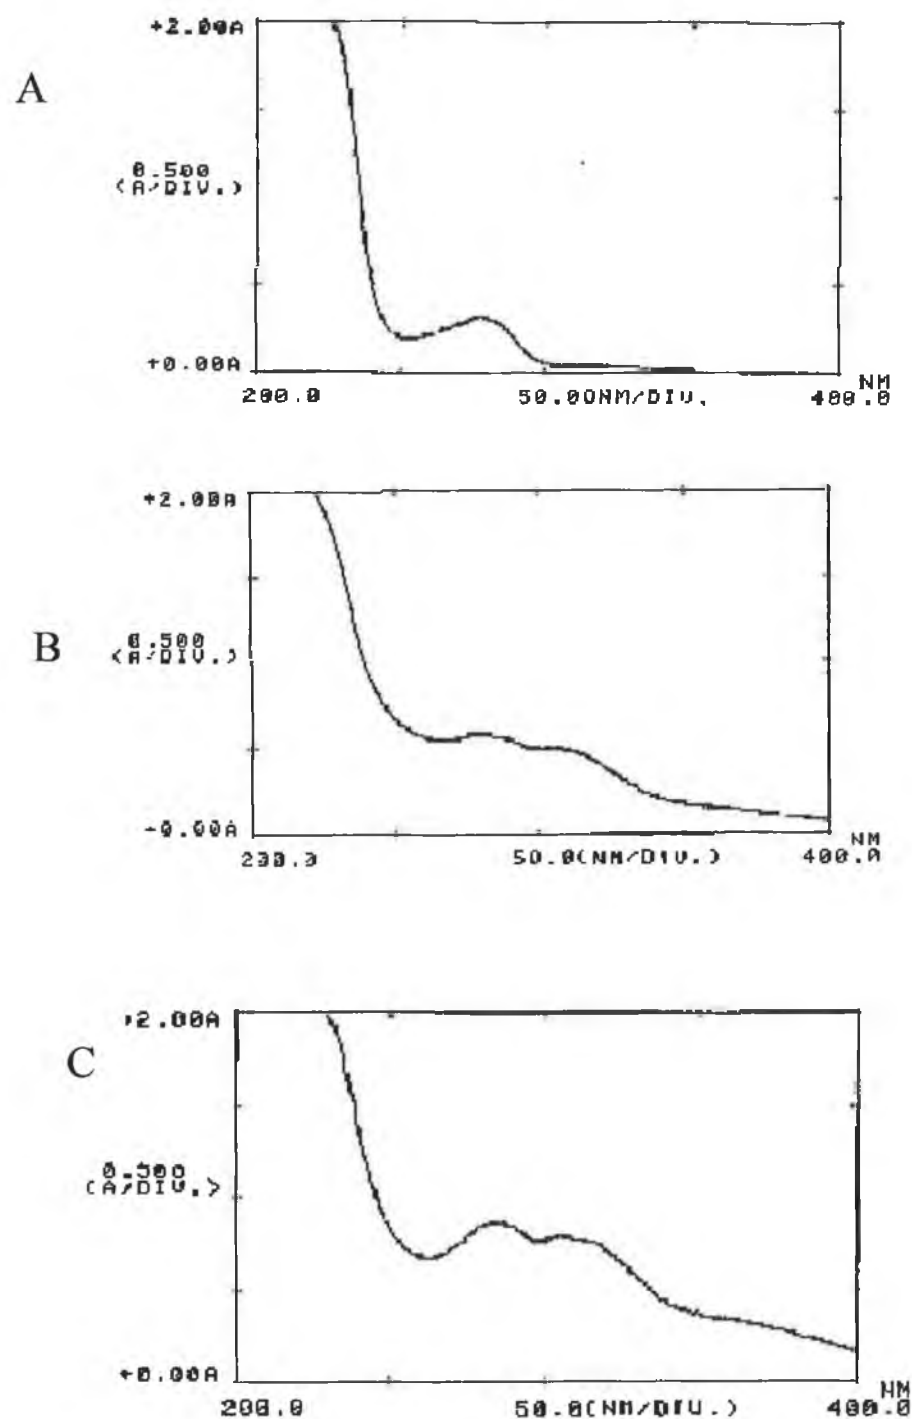 A
+2.00A
0.500
(A/DIV.)
+0.00A
200.0 50.00NM/DIV. 400.0
NM
B
+2.00A
0.500
(A/DIV.)
-0.00A
200.0 50.0(NM/DIV.) 400.0
NM
C
+2.00A
0.500
(A/DIV.)
+0.00A
200.0 50.0(NM/DIV.) 400.0
NM